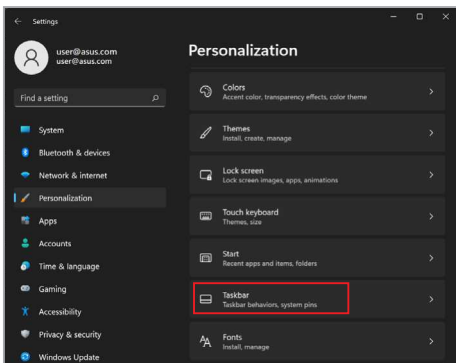 Settings
user@asus.com
user@asus.com
Find a setting
System
Bluetooth & devices
Network & internet
Personalization
Apps
Accounts
Time & language
Gaming
Accessibility
Privacy & security
Windows Update
Personalization
Colors
Accent color, transparency effects, color theme
Themes
Install, create, manage
Lock screen
Lock screen images, apps, animations
Touch keyboard
Themes, size
Start
Recent apps and items, folders
Taskbar
Taskbar behaviors, system pins
Fonts
Install, manage